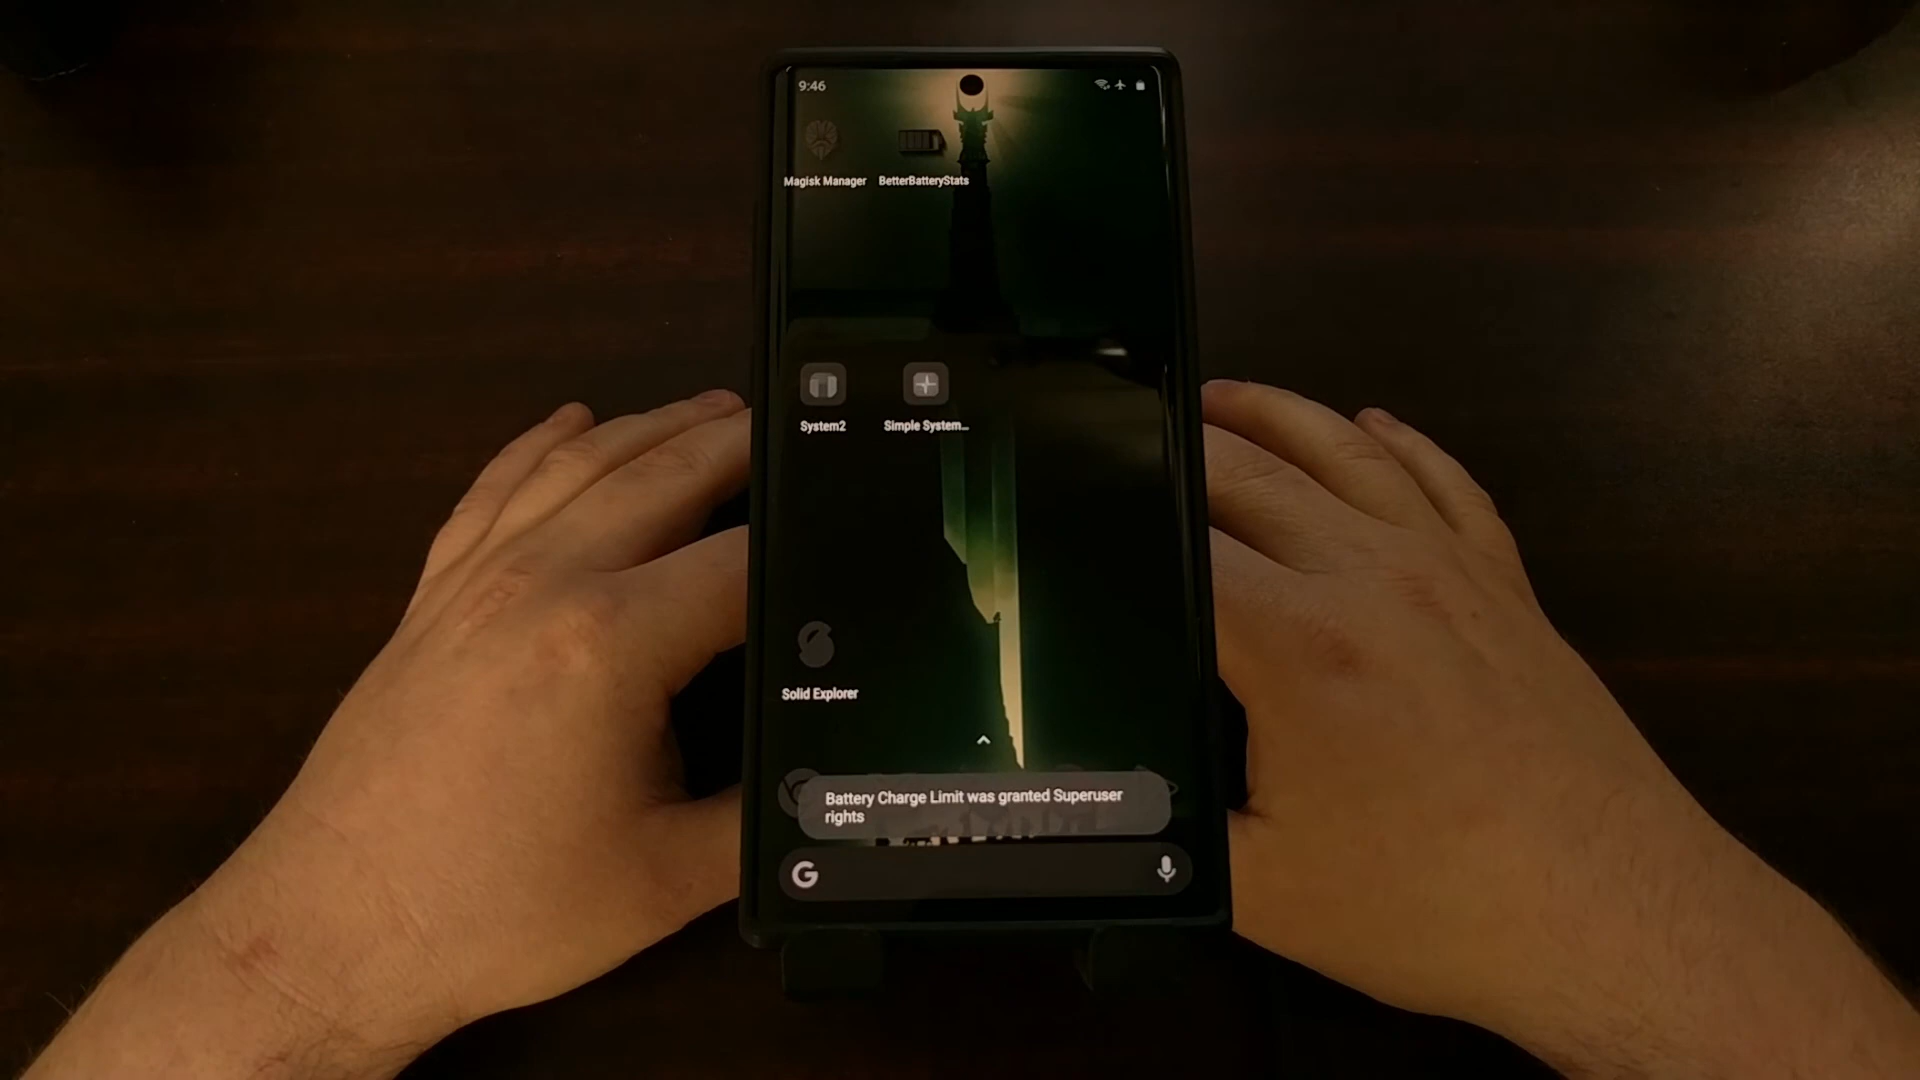 9:46
Magisk Manager
BetterBatteryStats
System2
Simple System...
Solid Explorer
Battery Charge Limit was granted Superuser
rights
G